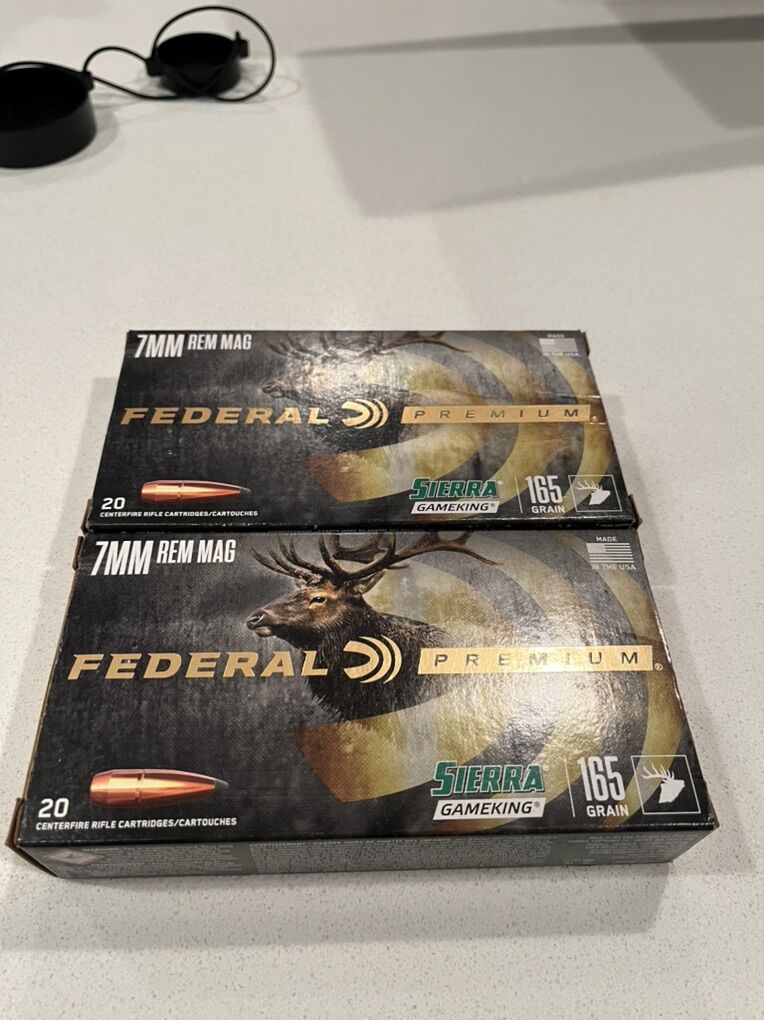 7MM REM MAG
MADE
IN THE USA
FEDERAL PREMIUM
20
CENTERFIRE RIFLE CARTRIDGES/CARTOUCHES
SIERRA
GAMEKING®
165
GRAIN
7MM REM MAG
MADE
IN THE USA
FEDERAL PREMIUM®
20
CENTERFIRE RIFLE CARTRIDGES/CARTOUCHES
SIERRA
GAMEKING®
165
GRAIN